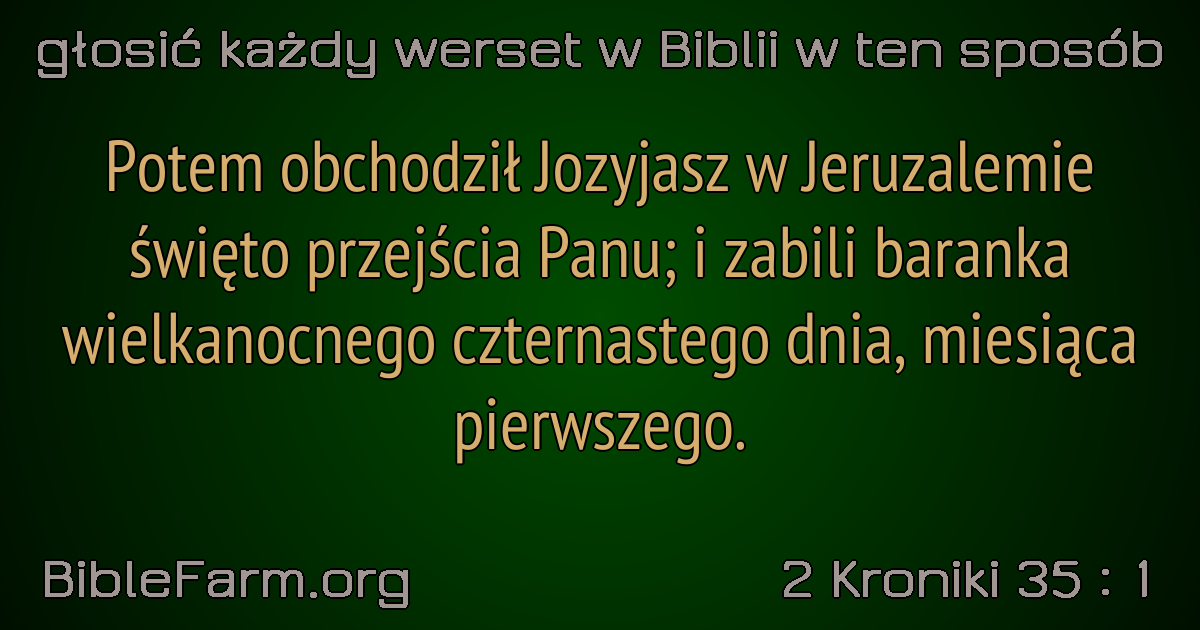 głosić każdy werset w Biblii w ten sposób
Potem obchodził Jozyjasz w Jeruzalemie
święto przejścia Panu; i zabili baranka
wielkanocnego czternastego dnia, miesiąca
pierwszego.
BibleFarm.org
2 Kroniki 35 : 1